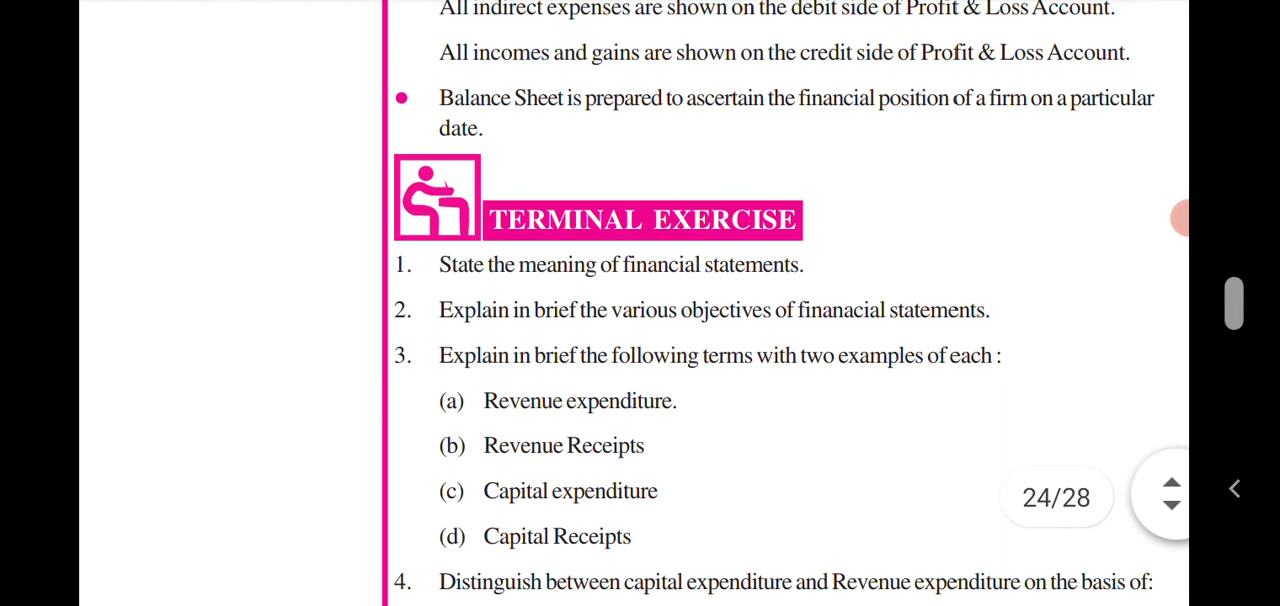 All indirect expenses are shown on the debit side of Profit & Loss Account.
All incomes and gains are shown on the credit side of Profit & Loss Account.
• Balance Sheet is prepared to ascertain the financial position of a firm on a particular
date.
TERMINAL EXERCISE
1. State the meaning of financial statements.
2. Explain in brief the various objectives of finanacial statements.
3. Explain in brief the following terms with two examples of each :
(a) Revenue expenditure.
(b) Revenue Receipts
(c) Capital expenditure
(d) Capital Receipts
24/28
4. Distinguish between capital expenditure and Revenue expenditure on the basis of: